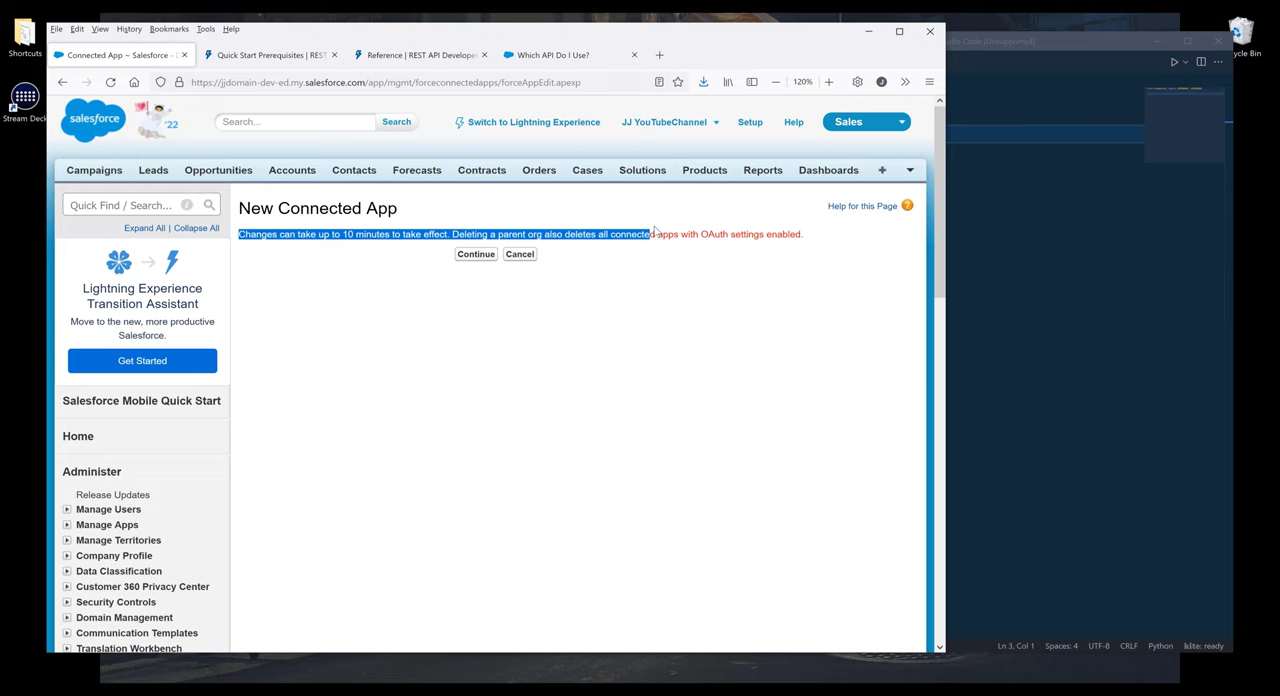 Shortcuts
Stream Deck
cycle Bin
File Edit View History Bookmarks Tools Help
Connected App ~ Salesforce -
Quick Start Prerequisites | REST
Reference | REST API Develope
Which API Do I Use?
https://jjdomain-dev-ed.my.salesforce.com/app/mgmt/forceconnectedapps/forceAppEdit.apexp
120%
J
salesforce
'22
Search...
Search
Switch to Lightning Experience
JJ YouTubeChannel
Setup
Help
Sales
Campaigns Leads Opportunities Accounts Contacts Forecasts Contracts Orders Cases Solutions Products Reports Dashboards +
Quick Find / Search...
Expand All | Collapse All
Lightning Experience
Transition Assistant
Move to the new, more productive
Salesforce.
Get Started
Salesforce Mobile Quick Start
Home
Administer
Release Updates
Manage Users
Manage Apps
Manage Territories
Company Profile
Data Classification
Customer 360 Privacy Center
Security Controls
Domain Management
Communication Templates
Translation Workbench
New Connected App
Help for this Page
Changes can take up to 10 minutes to take effect. Deleting a parent org also deletes all connected apps with OAuth settings enabled.
Continue Cancel
Code [Unsupported]
Ln 3, Col 1 Spaces: 4 UTF-8 CRLF Python kite: ready